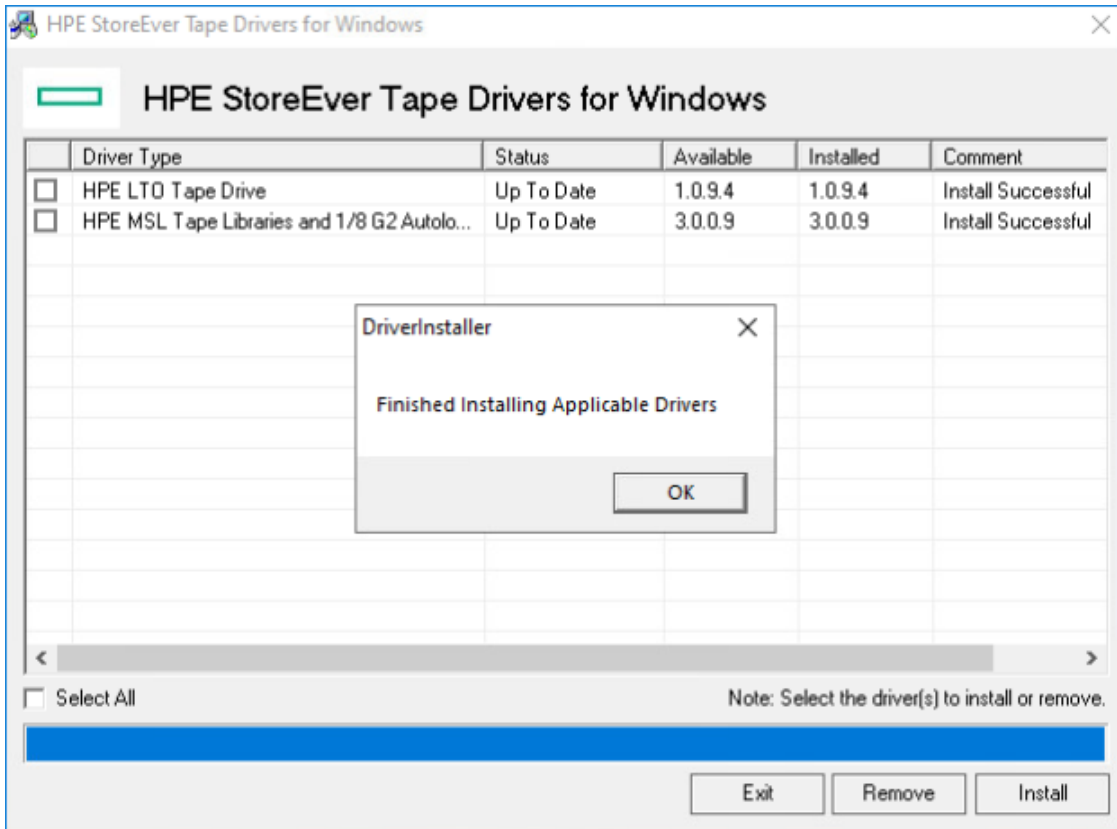 HPE StoreEver Tape Drivers for Windows
HPE StoreEver Tape Drivers for Windows
Driver Type Status Available Installed Comment
HPE LTO Tape Drive Up To Date 1.0.9.4 1.0.9.4 Install Successful
HPE MSL Tape Libraries and 1/8 G2 Autolo... Up To Date 3.0.0.9 3.0.0.9 Install Successful
DriverInstaller
Finished Installing Applicable Drivers
OK
Select All Note: Select the driver(s) to install or remove.
Exit Remove Install